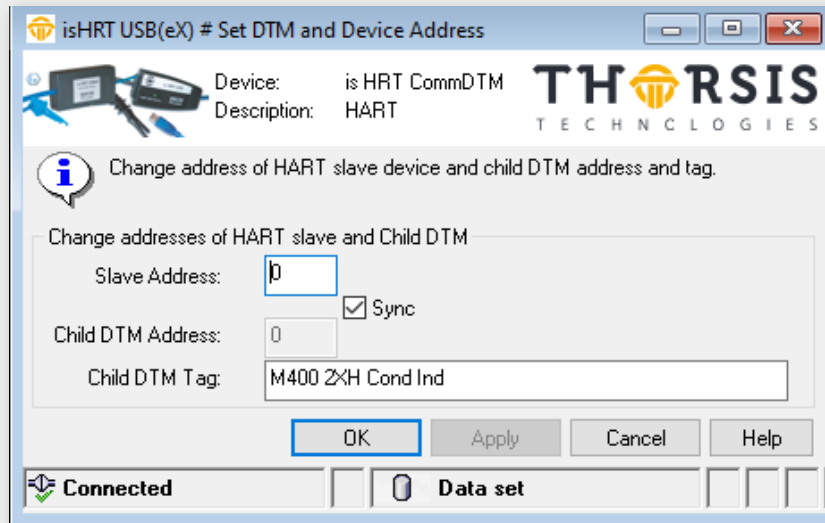 isHRT USB(eX) # Set DTM and Device Address
Device: is HRT CommDTM
Description: HART
THORSIS
TECHNCLOGIES
Change address of HART slave device and child DTM address and tag.
Change addresses of HART slave and Child DTM
Slave Address: 0
Sync
Child DTM Address: 0
Child DTM Tag: M400 2XH Cond Ind
OK Apply Cancel Help
Connected Data set